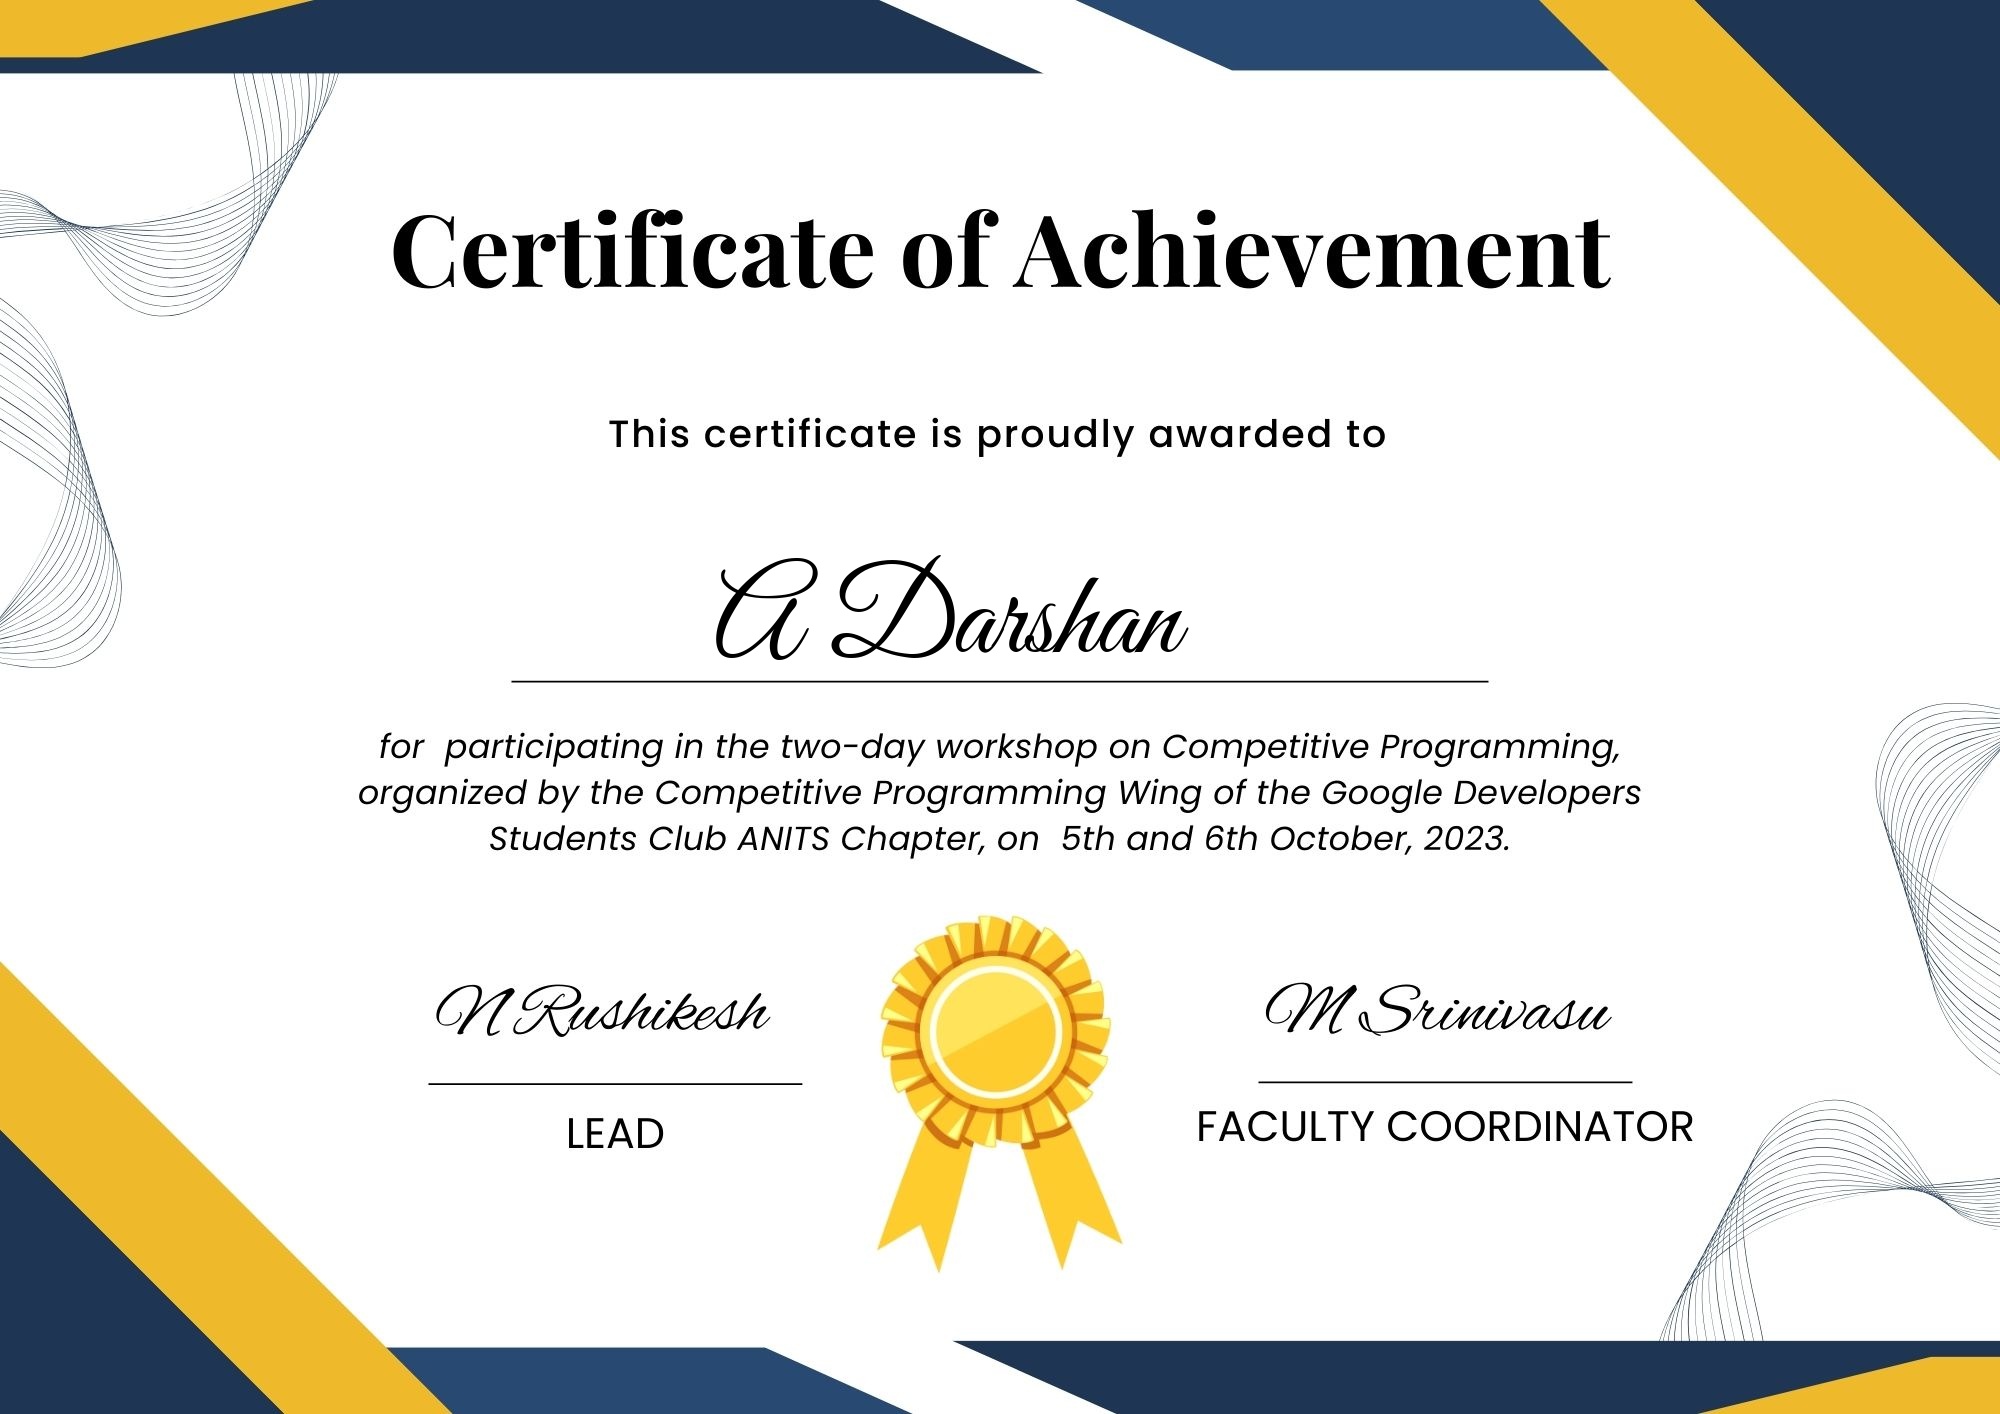 Certificate of Achievement
This certificate is proudly awarded to
A Darshan
for participating in the two-day workshop on Competitive Programming,
organized by the Competitive Programming Wing of the Google Developers
Students Club ANITS Chapter, on 5th and 6th October, 2023.
N Rushikesh
LEAD
M Srinivasu
FACULTY COORDINATOR